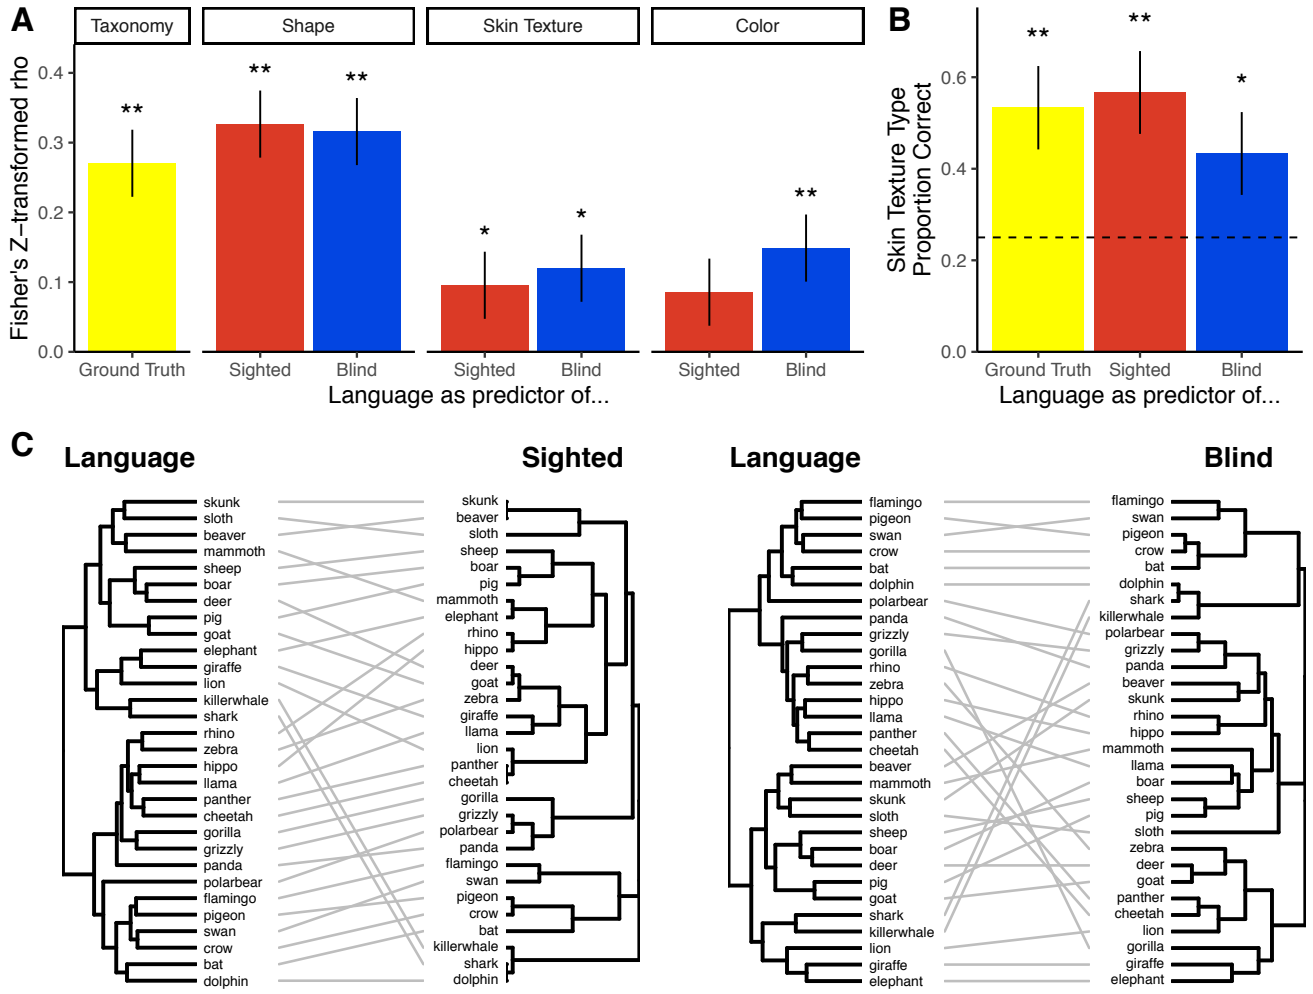 A
Taxonomy
Shape
Skin Texture
Color
Fisher's Z−transformed rho
0.4
0.3
0.2
0.1
0.0
**
**
**
*
*
**
Ground Truth
Sighted
Blind
Sighted
Blind
Sighted
Blind
Language as predictor of...
B
Skin Texture Type
Proportion Correct
0.6
0.4
0.2
0.0
**
**
*
Ground Truth
Sighted
Blind
Language as predictor of...
C
Language
Sighted
skunk
sloth
beaver
mammoth
sheep
boar
deer
pig
goat
elephant
giraffe
lion
killerwhale
shark
rhino
zebra
hippo
llama
panther
cheetah
gorilla
grizzly
panda
polarbear
flamingo
pigeon
swan
crow
bat
dolphin
skunk
beaver
sloth
sheep
boar
pig
mammoth
elephant
rhino
hippo
deer
goat
zebra
giraffe
llama
lion
panther
cheetah
gorilla
grizzly
polarbear
panda
flamingo
swan
pigeon
crow
bat
killerwhale
shark
dolphin
Language
Blind
flamingo
pigeon
swan
crow
bat
dolphin
polarbear
panda
grizzly
gorilla
rhino
zebra
hippo
llama
panther
cheetah
beaver
mammoth
skunk
sloth
sheep
boar
deer
pig
goat
shark
killerwhale
lion
giraffe
elephant
flamingo
swan
pigeon
crow
bat
dolphin
shark
killerwhale
polarbear
grizzly
panda
beaver
skunk
rhino
hippo
mammoth
llama
boar
sheep
pig
sloth
zebra
deer
goat
panther
cheetah
lion
gorilla
giraffe
elephant